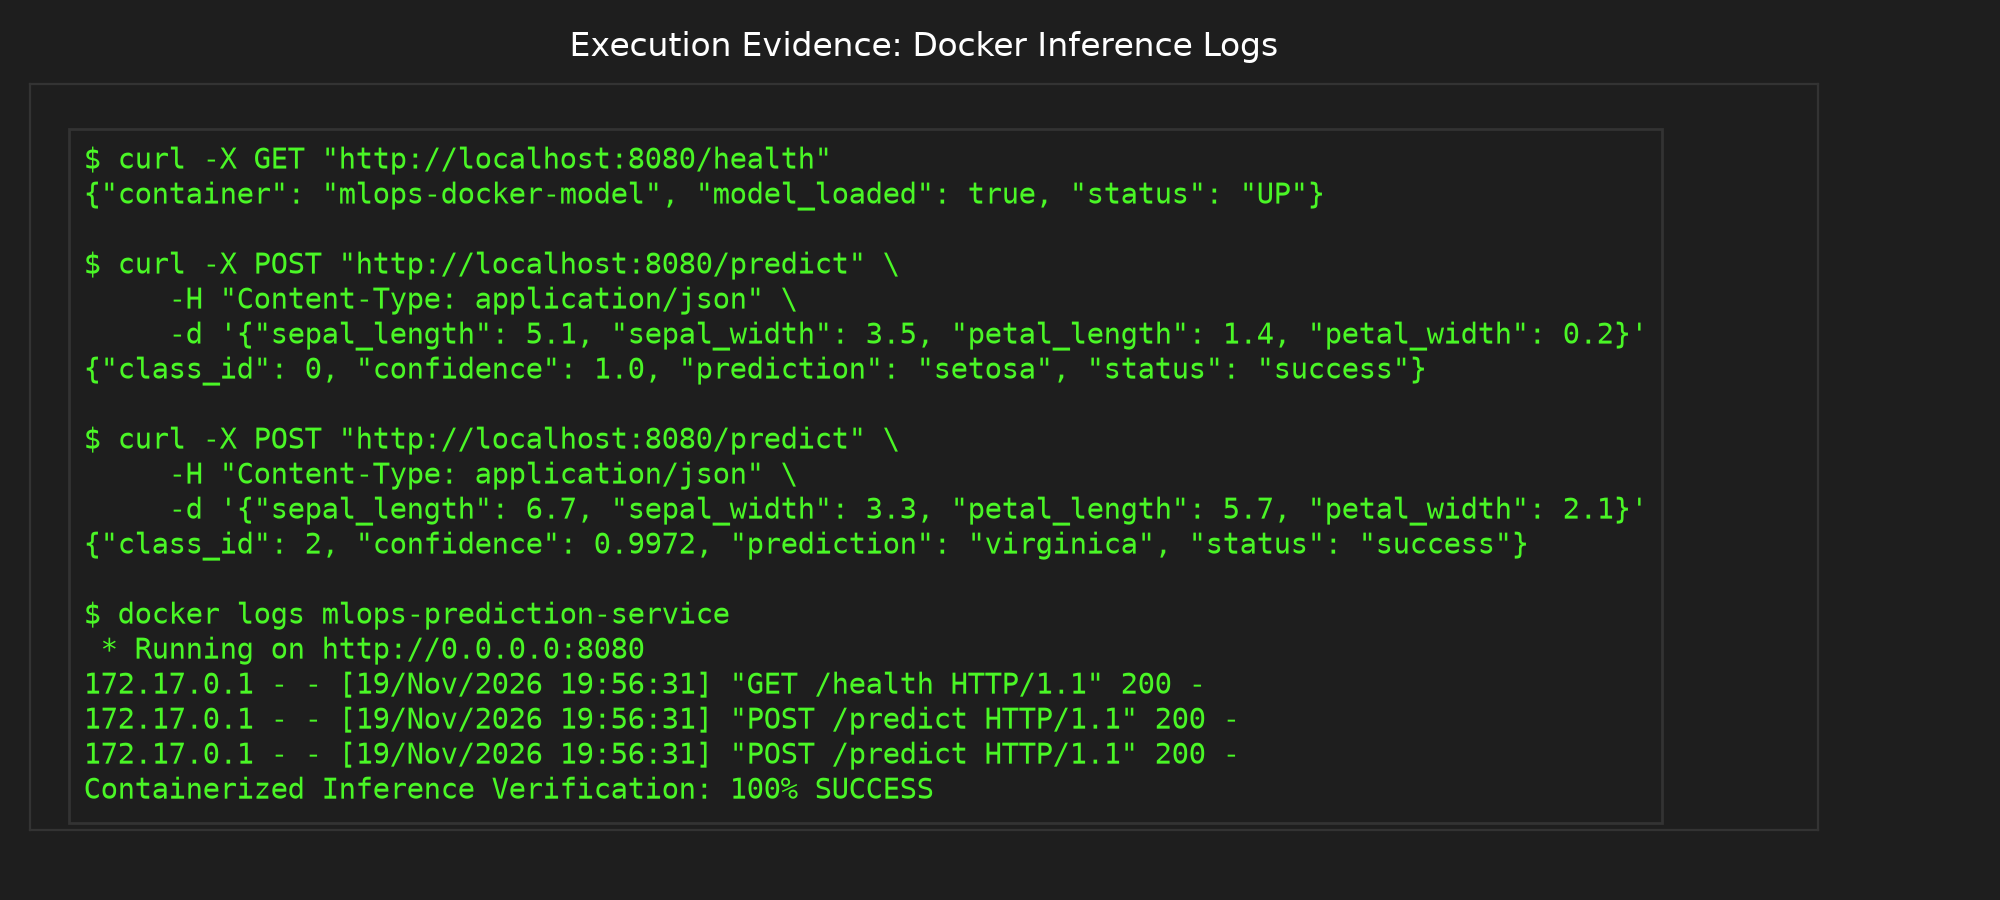 Execution Evidence: Docker Inference Logs
$ curl -X GET "http://localhost:8080/health"
{"container": "mlops-docker-model", "model_loaded": true, "status": "UP"}
$ curl -X POST "http://localhost:8080/predict" \
     -H "Content-Type: application/json" \
     -d '{"sepal_length": 5.1, "sepal_width": 3.5, "petal_length": 1.4, "petal_width": 0.2}'
{"class_id": 0, "confidence": 1.0, "prediction": "setosa", "status": "success"}
$ curl -X POST "http://localhost:8080/predict" \
     -H "Content-Type: application/json" \
     -d '{"sepal_length": 6.7, "sepal_width": 3.3, "petal_length": 5.7, "petal_width": 2.1}'
{"class_id": 2, "confidence": 0.9972, "prediction": "virginica", "status": "success"}
$ docker logs mlops-prediction-service
 * Running on http://0.0.0.0:8080
172.17.0.1 - - [19/Nov/2026 19:56:31] "GET /health HTTP/1.1" 200 -
172.17.0.1 - - [19/Nov/2026 19:56:31] "POST /predict HTTP/1.1" 200 -
172.17.0.1 - - [19/Nov/2026 19:56:31] "POST /predict HTTP/1.1" 200 -
Containerized Inference Verification: 100% SUCCESS